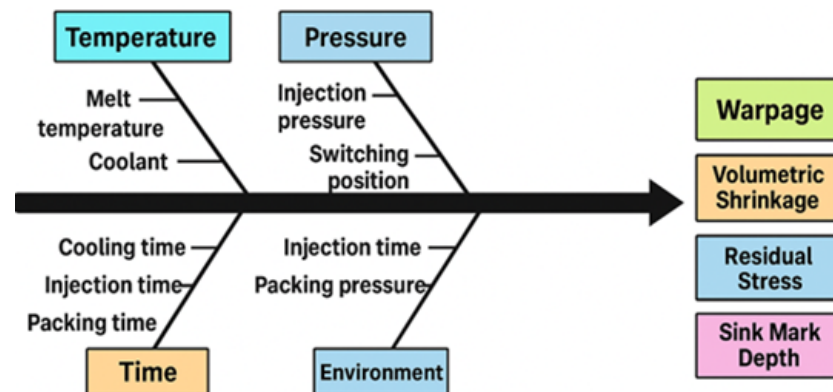 Temperature
Pressure
Melt
temperature
Coolant
Injection
pressure
Switching
position
Warpage
Volumetric
Shrinkage
Residual
Stress
Sink Mark
Depth
Cooling time
Injection time
Packing time
Injection time
Packing pressure
Time
Environment